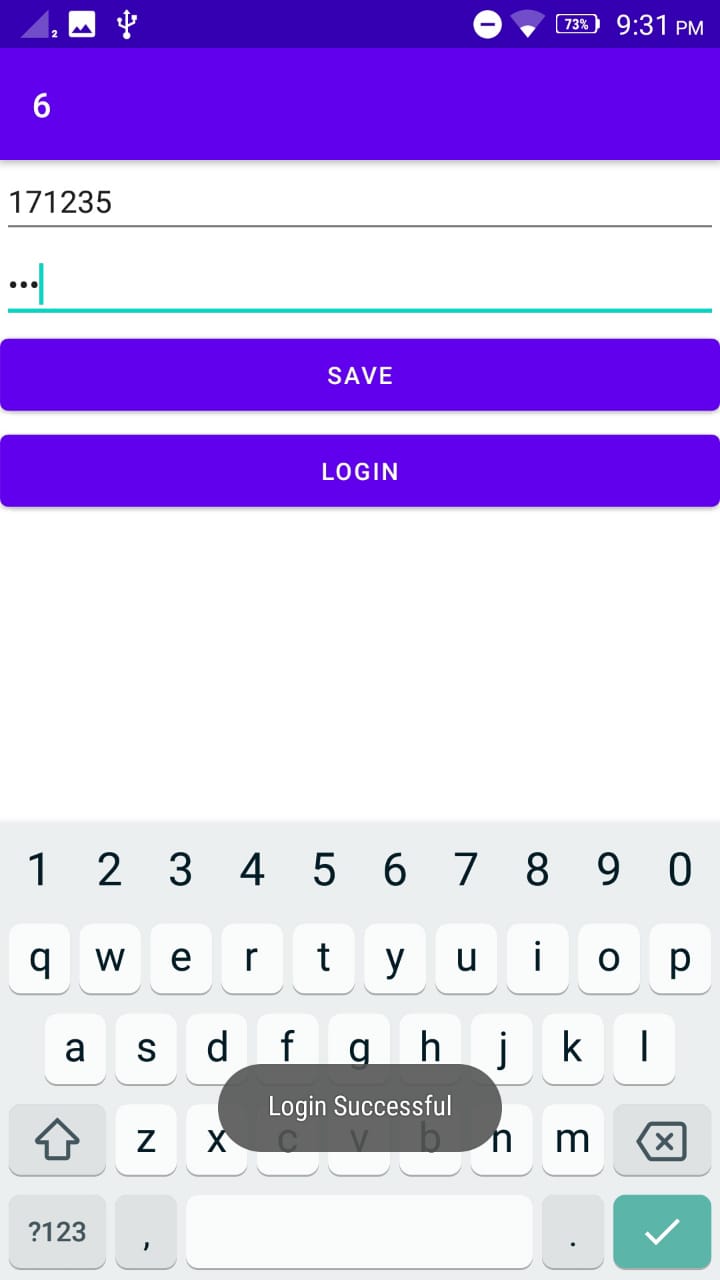 2 73% 9:31 PM
6
171235
•••
SAVE
LOGIN
1 2 3 4 5 6 7 8 9 0
q w e r t y u i o p
a s d f g h j k l
Login Successful
z x c v b n m
?123 , .